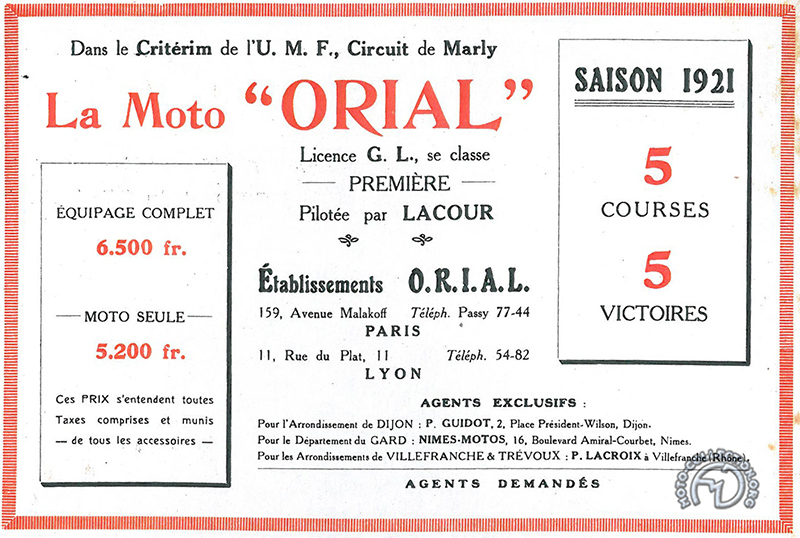 Dans le Critérim de l'U. M. F., Circuit de Marly
La Moto "ORIAL"
Licence G. L., se classe
— PREMIÈRE —
Pilotée par LACOUR
ÉQUIPAGE COMPLET
6.500 fr.
— MOTO SEULE —
5.200 fr.
Ces PRIX s'entendent toutes
Taxes comprises et munis
— de tous les accessoires —
SAISON 1921
5
COURSES
5
VICTOIRES
Établissements O.R.I.A.L.
159, Avenue Malakoff Téléph. Passy 77-44
PARIS
11, Rue du Plat, 11 Téléph. 54-82
LYON
AGENTS EXCLUSIFS :
Pour l'Arrondissement de DIJON : P. GUIDOT, 2, Place Président-Wilson, Dijon.
Pour le Département du GARD : NIMES-MOTOS, 16, Boulevard Amiral-Courbet, Nimes.
Pour les Arrondissements de VILLEFRANCHE & TRÉVOUX : P. LACROIX à Villefranche (Rhône).
AGENTS DEMANDÉS